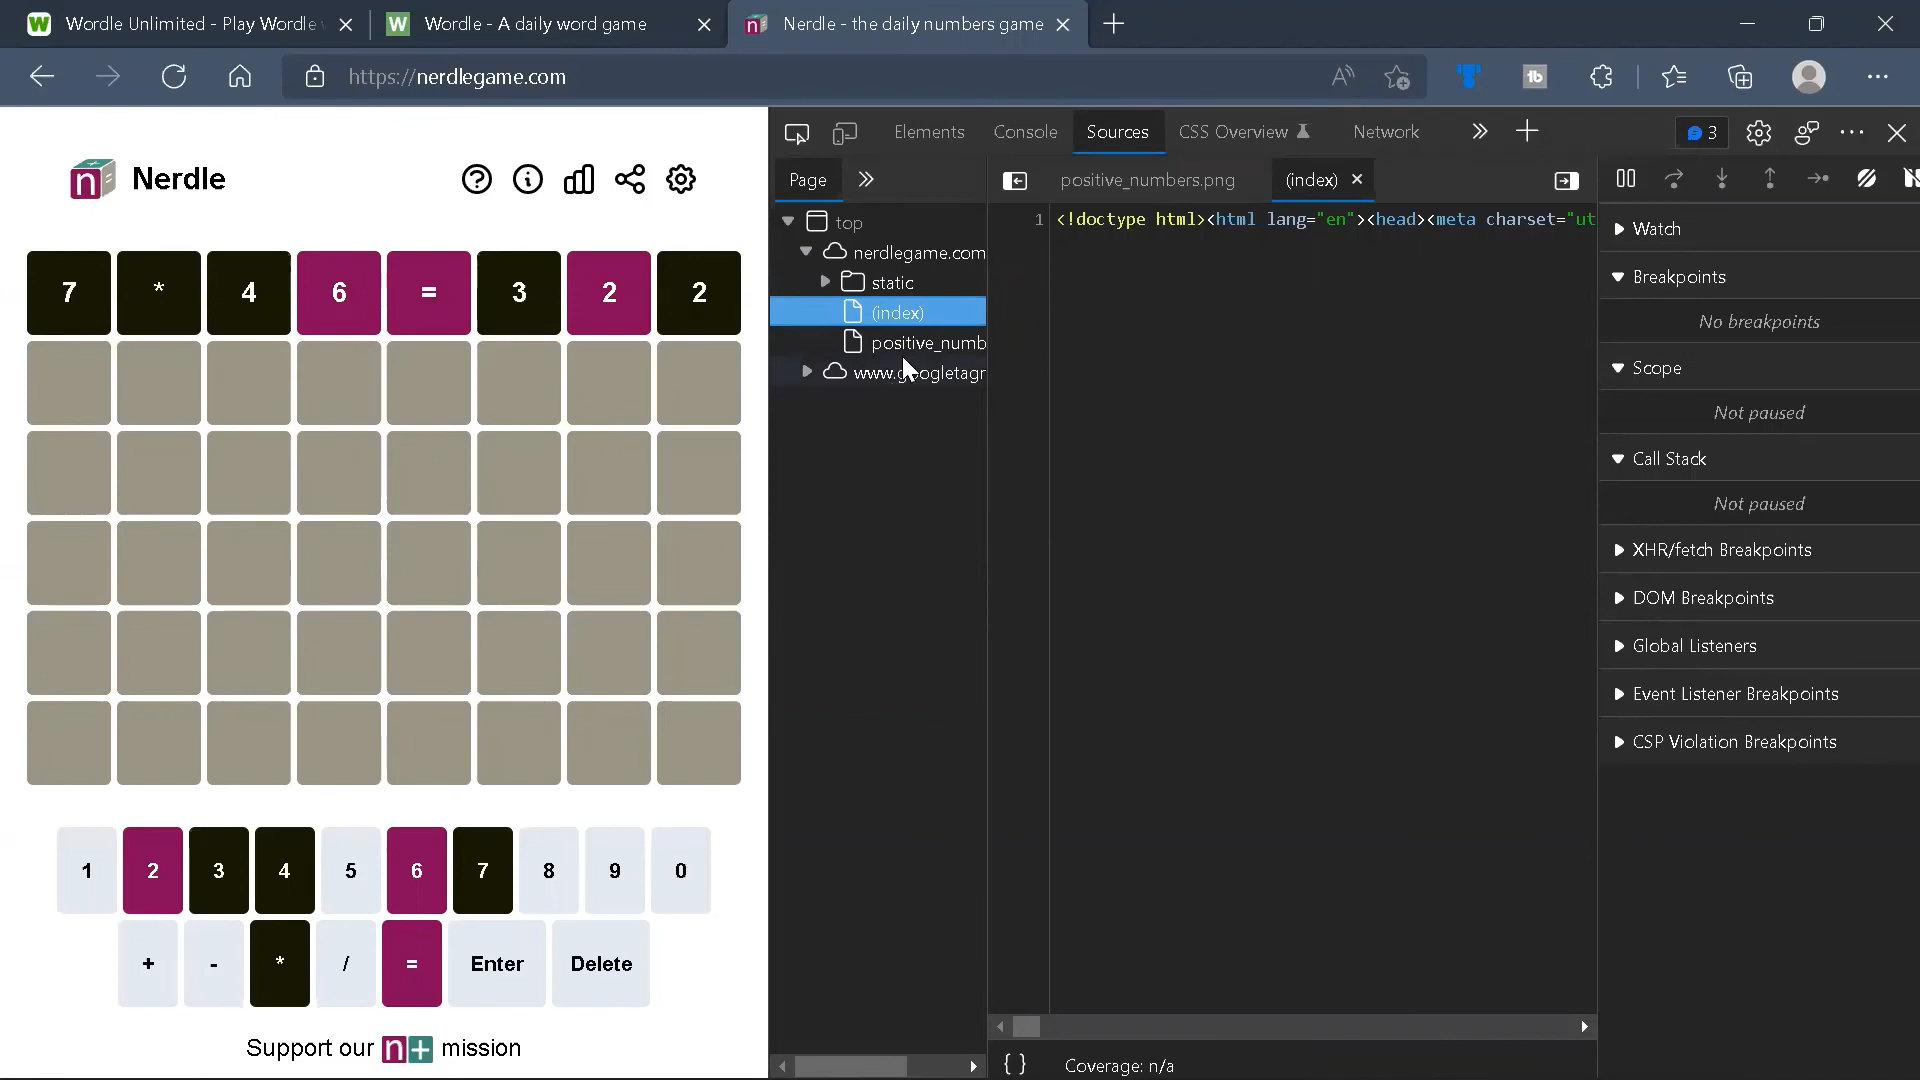 Wordle Unlimited - Play Wordle
Wordle - A daily word game
Nerdle - the daily numbers game
https://nerdlegame.com
Nerdle
7 * 4 6 = 3 2 2
1 2 3 4 5 6 7 8 9 0
+ - * / = Enter Delete
Support our n+ mission
Elements Console Sources CSS Overview Network
3
Page
positive_numbers.png
(index)
top
nerdlegame.com
static
(index)
positive_numb
www.googletagr
1 <!doctype html><html lang="en"><head><meta charset="ut
{ } Coverage: n/a
Watch
Breakpoints
No breakpoints
Scope
Not paused
Call Stack
Not paused
XHR/fetch Breakpoints
DOM Breakpoints
Global Listeners
Event Listener Breakpoints
CSP Violation Breakpoints